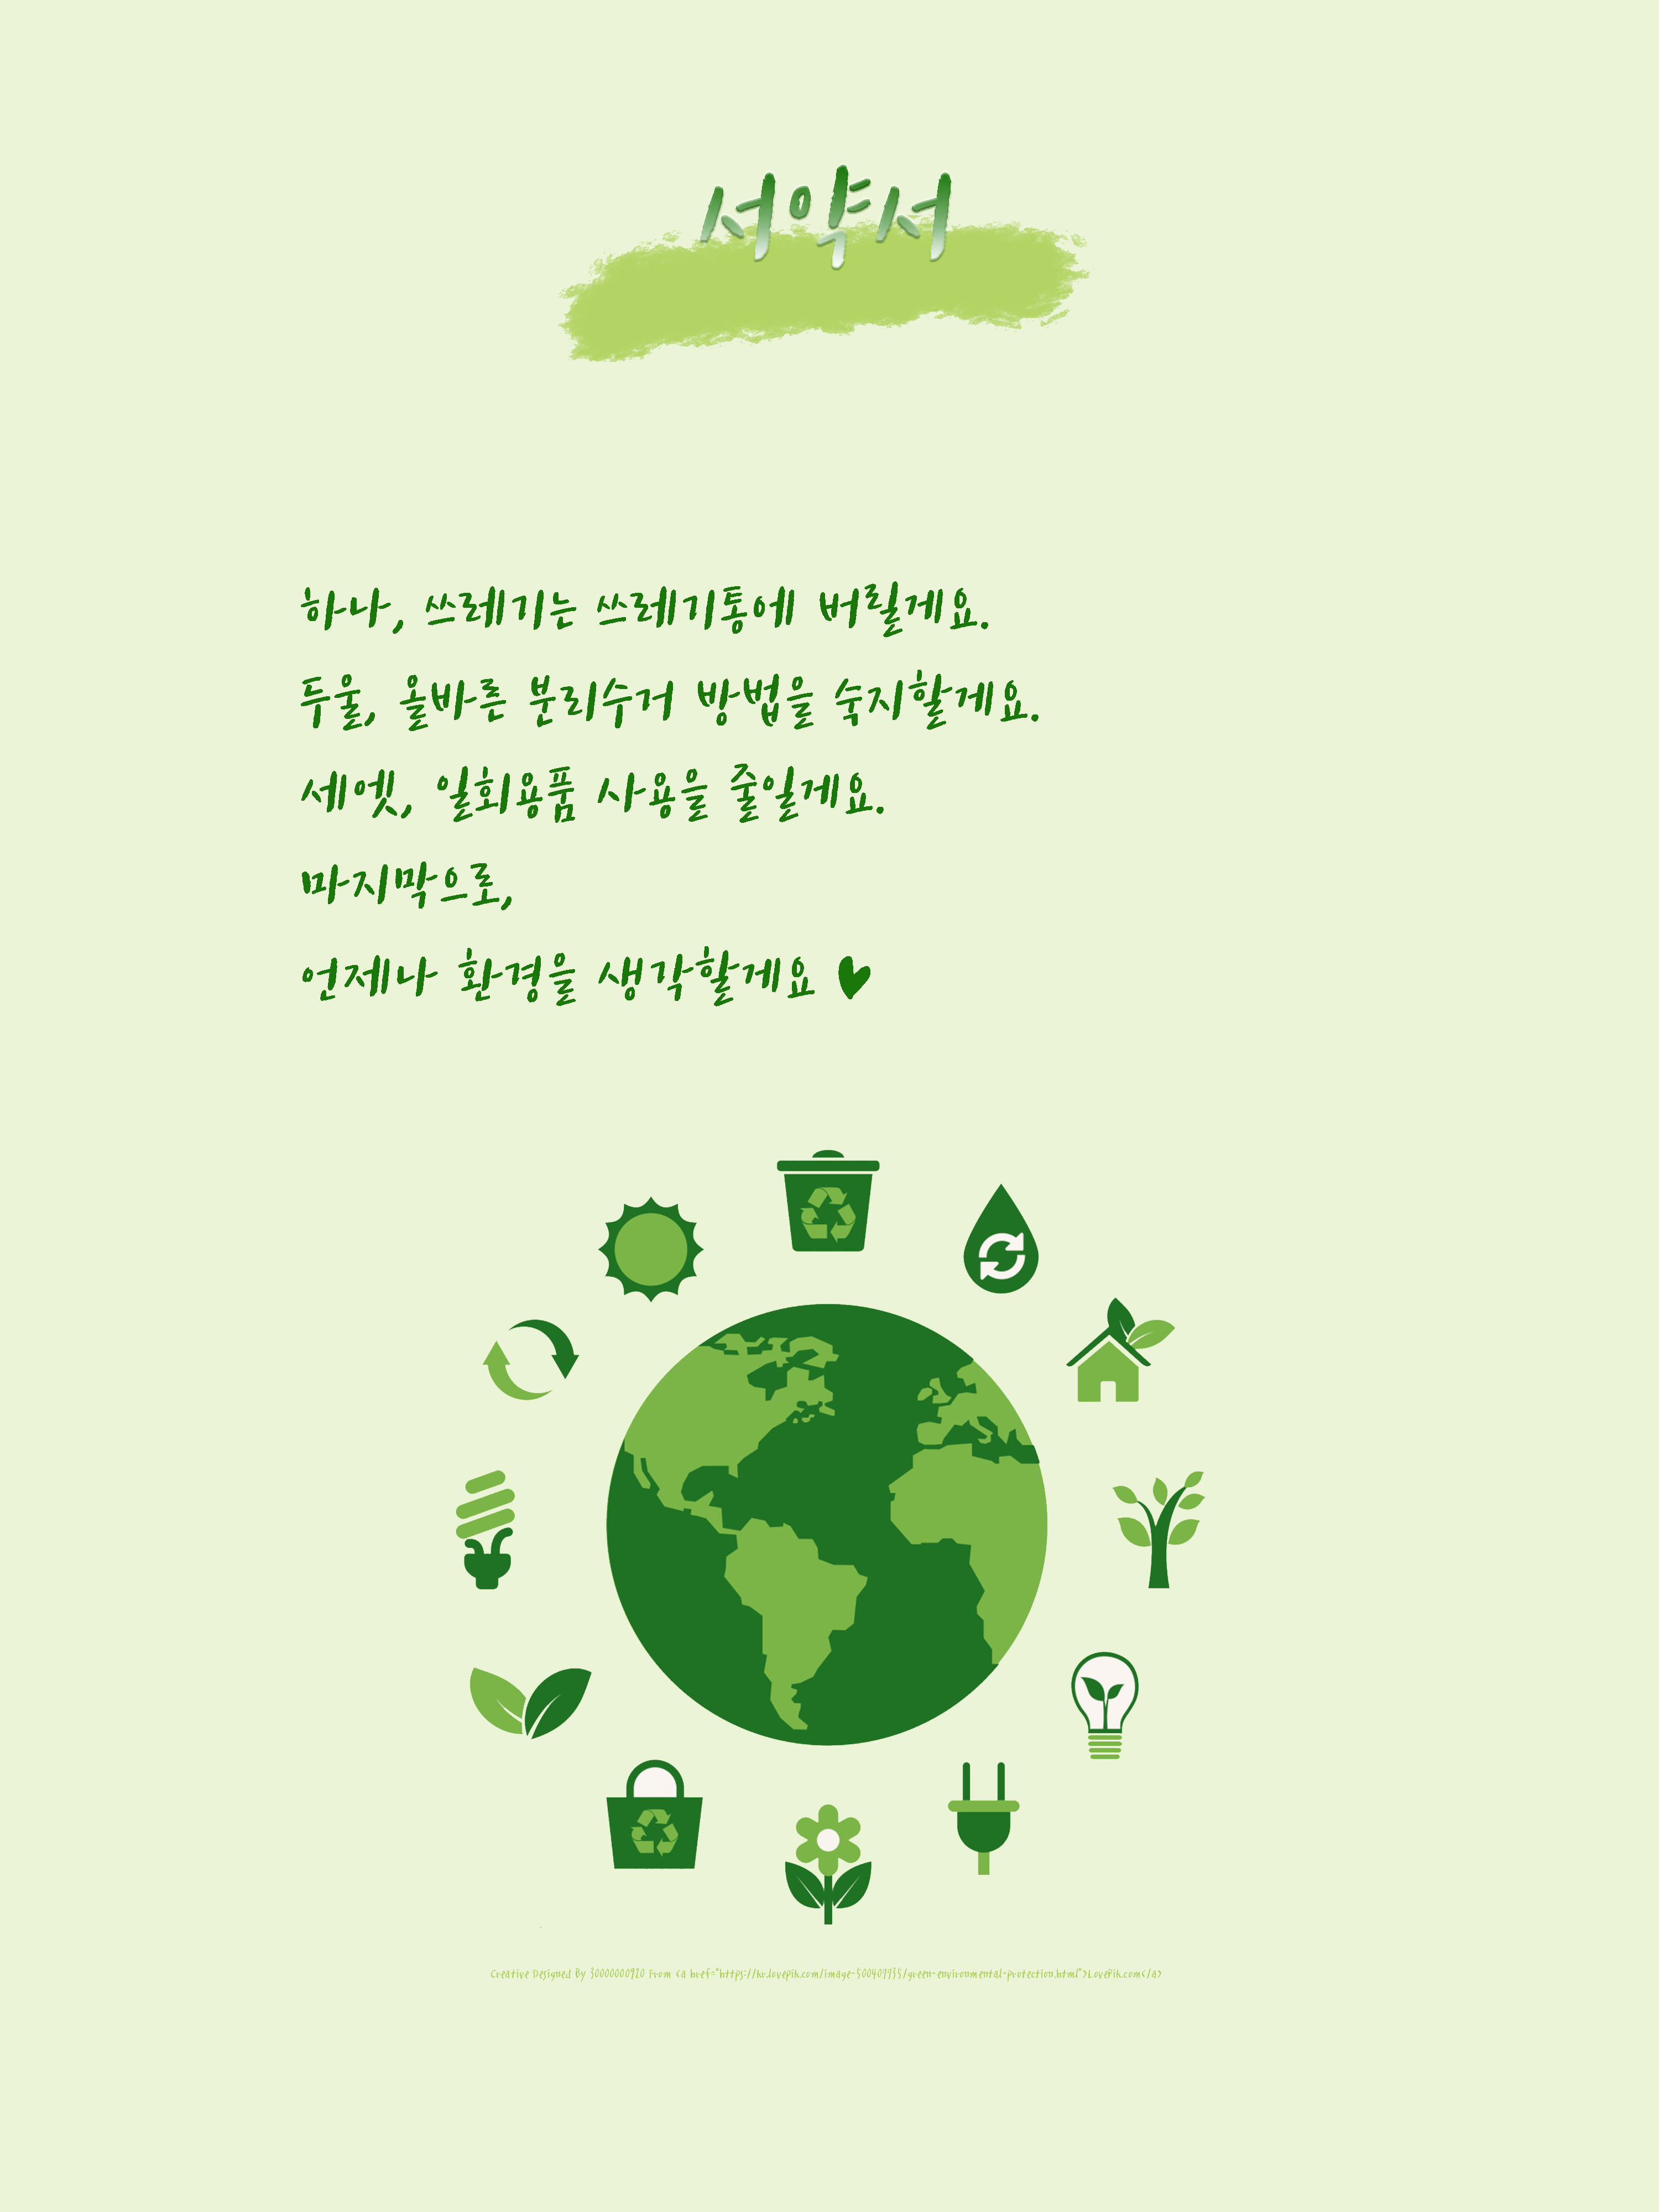 서약서
하나, 쓰레기는 쓰레기통에 버릴게요.
두울, 올바른 분리수거 방법을 숙지할게요.
세엣, 일회용품 사용을 줄일게요.
마지막으로,
언제나 환경을 생각할게요 ♥
Creative Designed By 30000000920 From <a href="https://kr.lovepik.com/image-500409735/green-environmental-protection.html">LovePik.com</a>